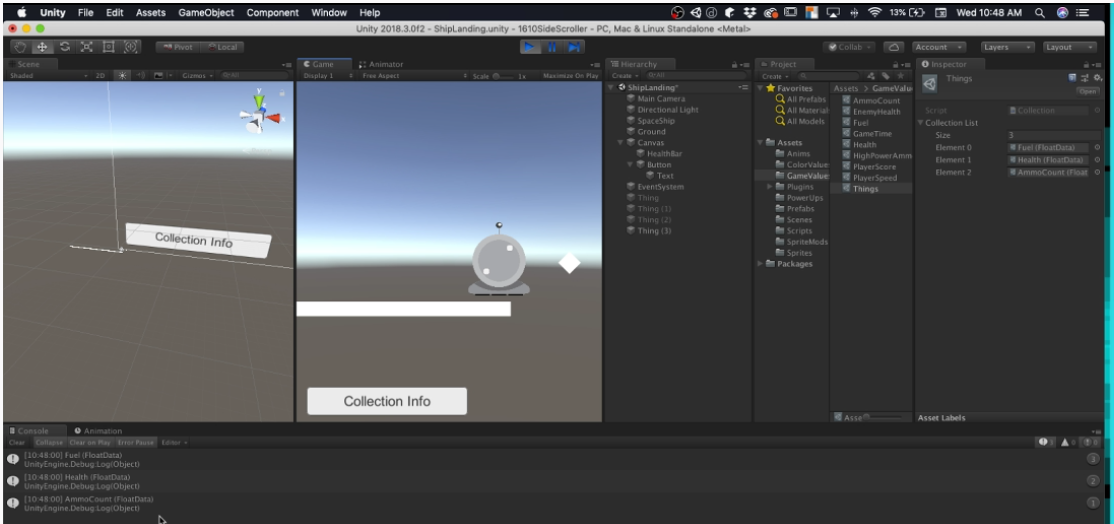 Unity File Edit Assets GameObject Component Window Help 13% Wed 10:48 AM
Unity 2018.3.0f2 - ShipLanding.unity - 1610SideScroller - PC, Mac & Linux Standalone <Metal>
Pivot Local Collab Account Layers Layout
Scene
Shaded 2D Gizmos All
Collection Info
Game Animator
Display 1 Free Aspect Scale 1x Maximize On Play
Collection Info
Hierarchy
Create All
ShipLanding*
Main Camera
Directional Light
SpaceShip
Ground
Canvas
HealthBar
Button
Text
EventSystem
Thing
Thing (1)
Thing (2)
Thing (3)
Project
Create
Favorites
All Prefabs
All Material
All Models
Assets
Anims
ColorValue
GameValue
Plugins
PowerUps
Prefabs
Scenes
Scripts
SpriteMods
Sprites
Packages
Assets > GameValu
AmmoCount
EnemyHealth
Fuel
GameTime
Health
HighPowerAmm
PlayerScore
PlayerSpeed
Things
Asse
Inspector
Things
Open
Script Collection
Collection List
Size 3
Element 0 Fuel (FloatData)
Element 1 Health (FloatData)
Element 2 AmmoCount (Float
Asset Labels
Console Animation
Clear Collapse Clear on Play Error Pause Editor
[10:48:00] Fuel (FloatData)
UnityEngine.Debug:Log(Object)
3
[10:48:00] Health (FloatData)
UnityEngine.Debug:Log(Object)
2
[10:48:00] AmmoCount (FloatData)
UnityEngine.Debug:Log(Object)
1